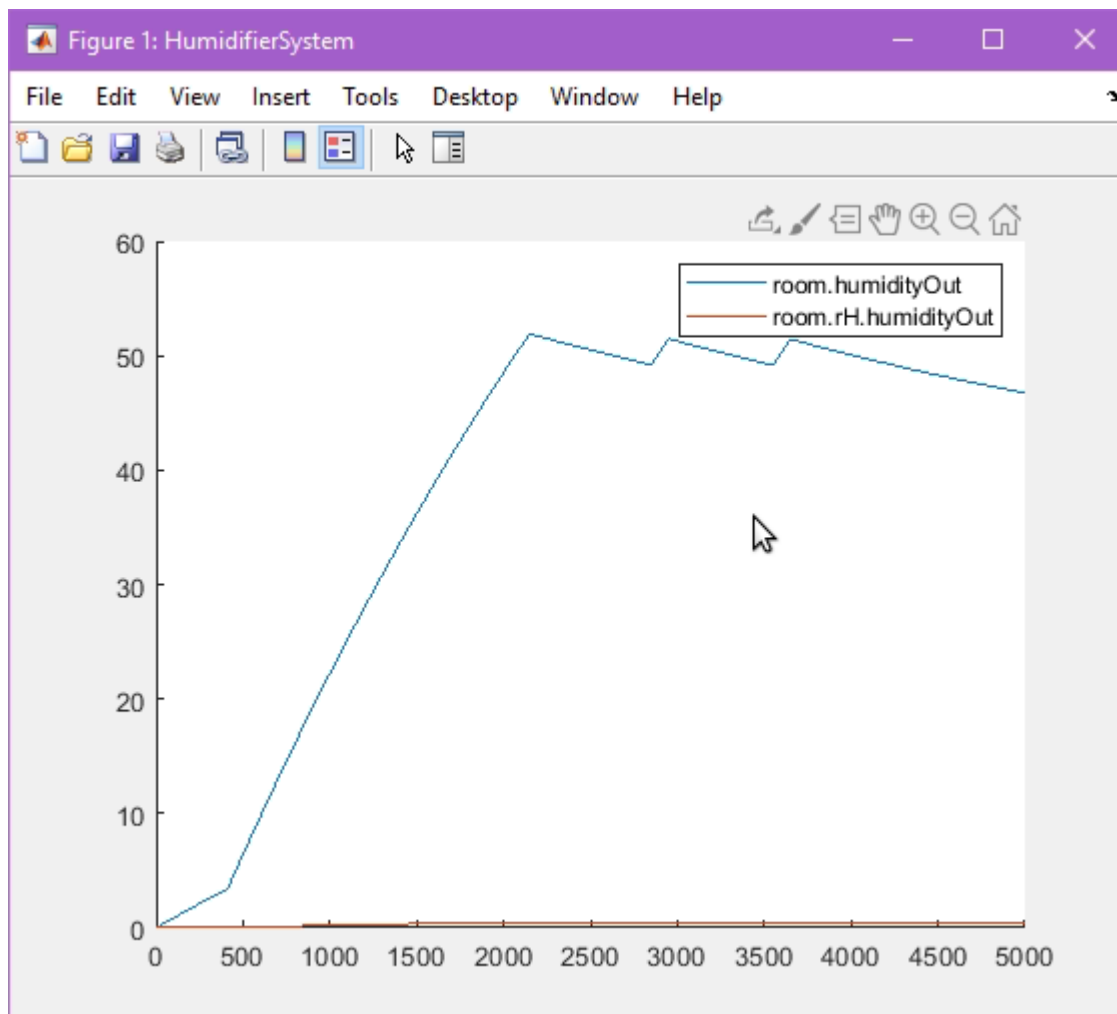 Figure 1: HumidifierSystem
File Edit View Insert Tools Desktop Window Help
60
room.humidityOut
room.rH.humidityOut
50
40
30
20
10
0
0 500 1000 1500 2000 2500 3000 3500 4000 4500 5000